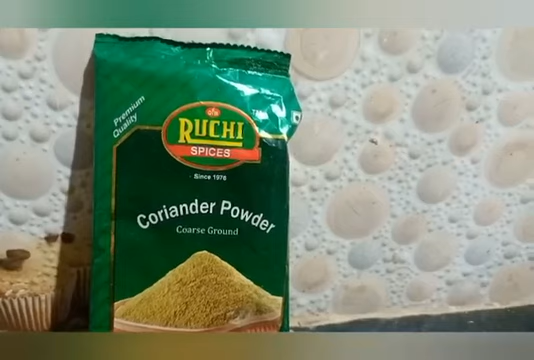 Premium
Quality
RUCHI
SPICES
Since 1976
Coriander Powder
Coarse Ground